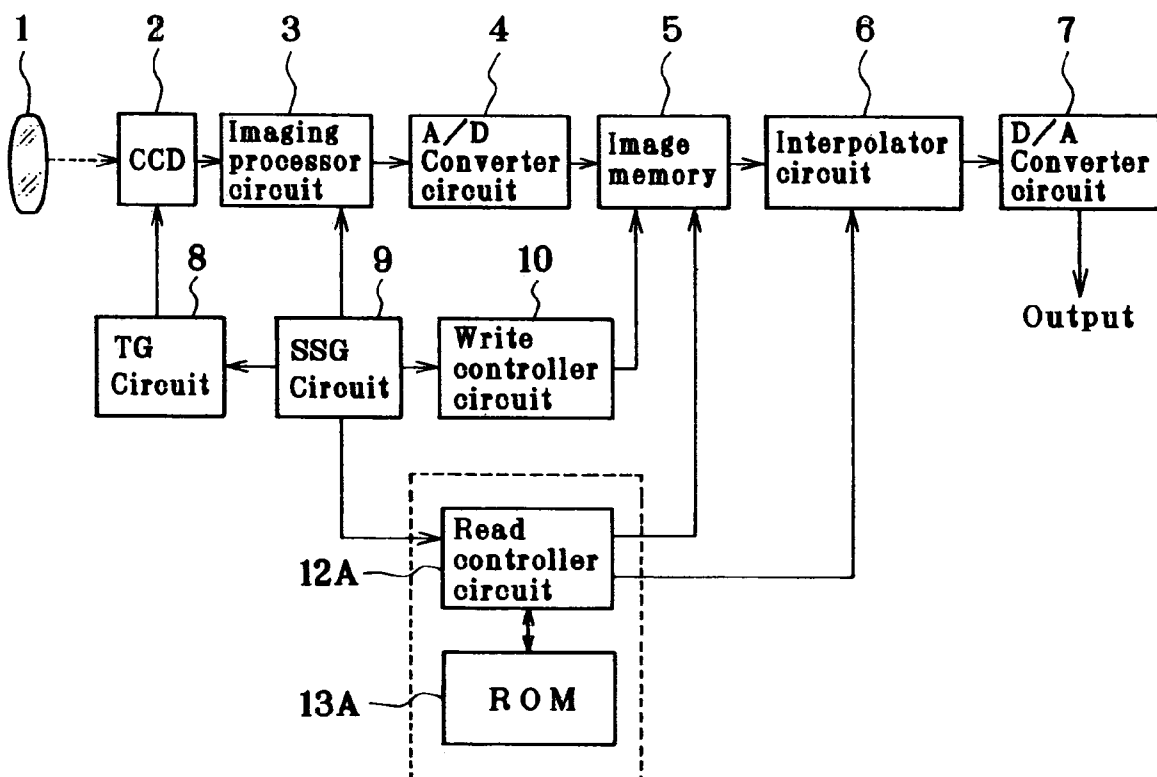 1 2 3 4 5 6 7
CCD
Imaging
processor
circuit
A/D
Converter
circuit
Image
memory
Interpolator
circuit
D/A
Converter
circuit
8 9 10
TG
Circuit
SSG
Circuit
Write
controller
circuit
Output
Read
controller
circuit
12A
ROM
13A